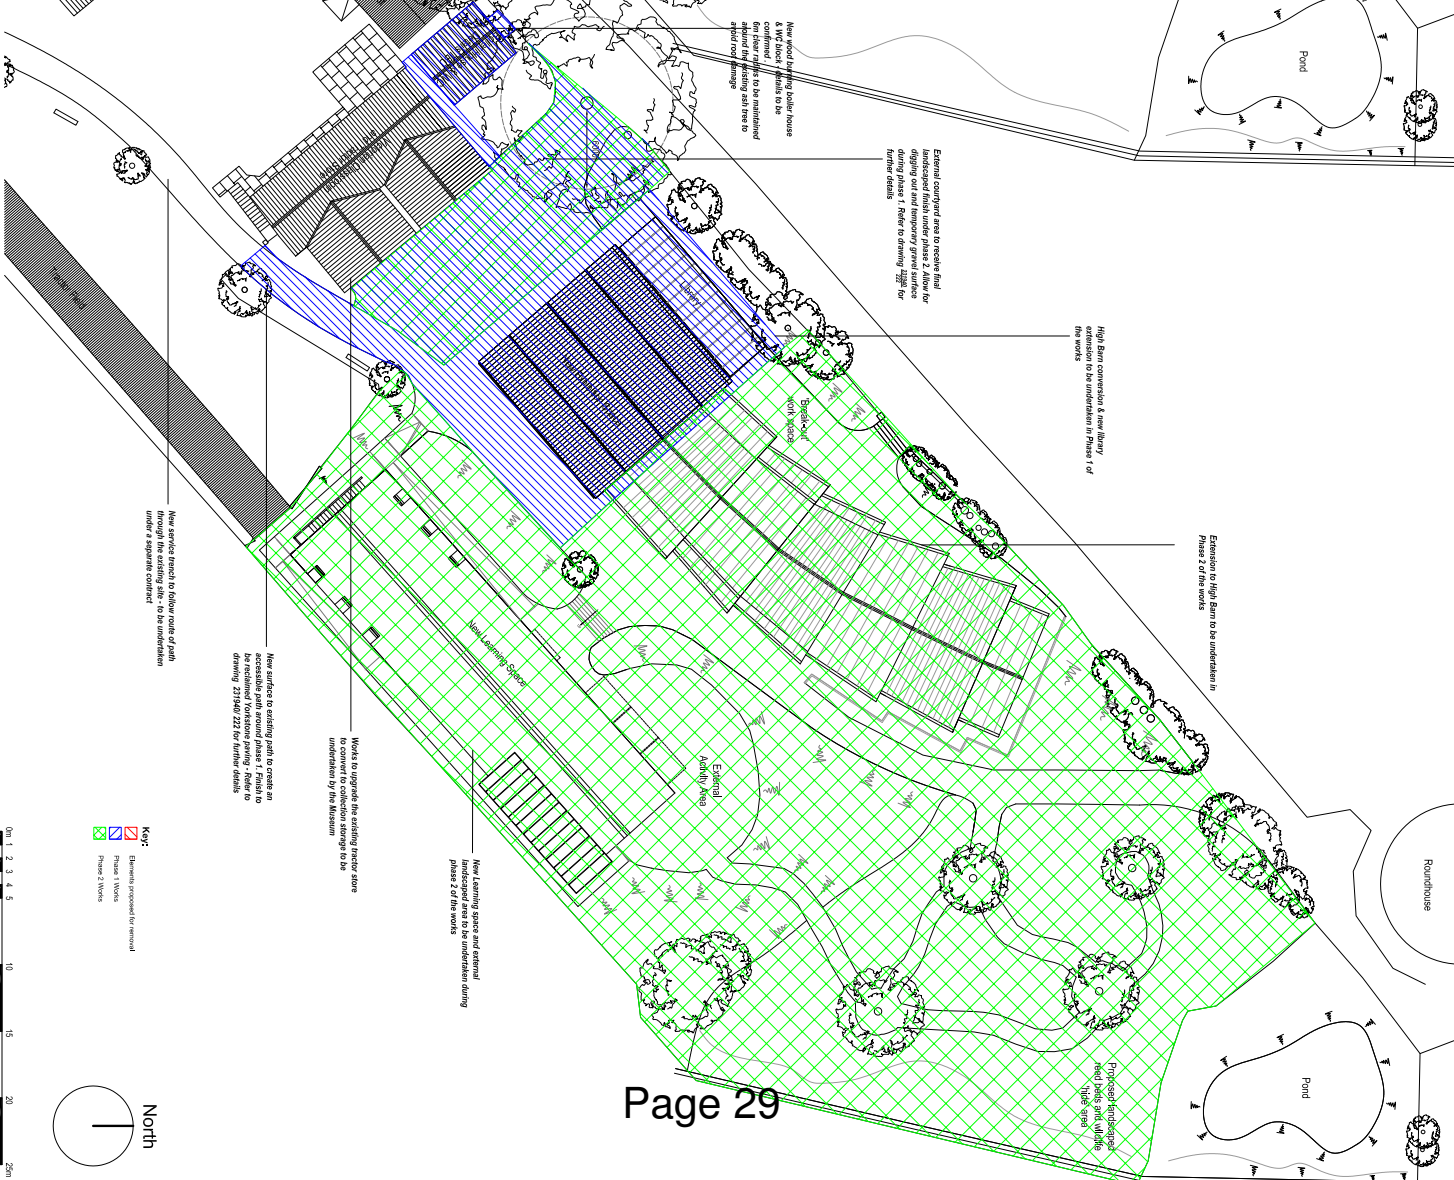 New wood burning boiler house
& WC block - details to be
confirmed.
6m clear radius to be maintained
around the existing ash tree to
avoid root damage
External courtyard area to receive final
landscaped finish under phase 2. Allow for
digging out and temporary gravel surface
during phase 1. Refer to drawing 231940/222 for
further details
High Barn conversion & new library
extension to be undertaken in Phase 1 of
the works
Extension to High Barn to be undertaken in
Phase 2 of the works
Pond
Roundhouse
Pond
'Break-out'
work space
New Learning Space
External
Activity Area
Proposed landscaped
reed beds and wildlife
'hide' area
New service trench to follow route of path
through the existing site - to be undertaken
under a separate contract
New surface to existing path to create an
accessible path around phase 1. Finish to
be reclaimed Yorkstone paving - Refer to
drawing 231940/ 222 for further details
Works to upgrade the existing tractor store
to convert to collection storage to be
undertaken by the Museum
New Learning space and external
landscaped area to be undertaken during
phase 2 of the works
Key:
Elements proposed for removal
Phase 1 Works
Phase 2 Works
0m 1 2 3 4 5 10 15 20 25m
North
Page 29